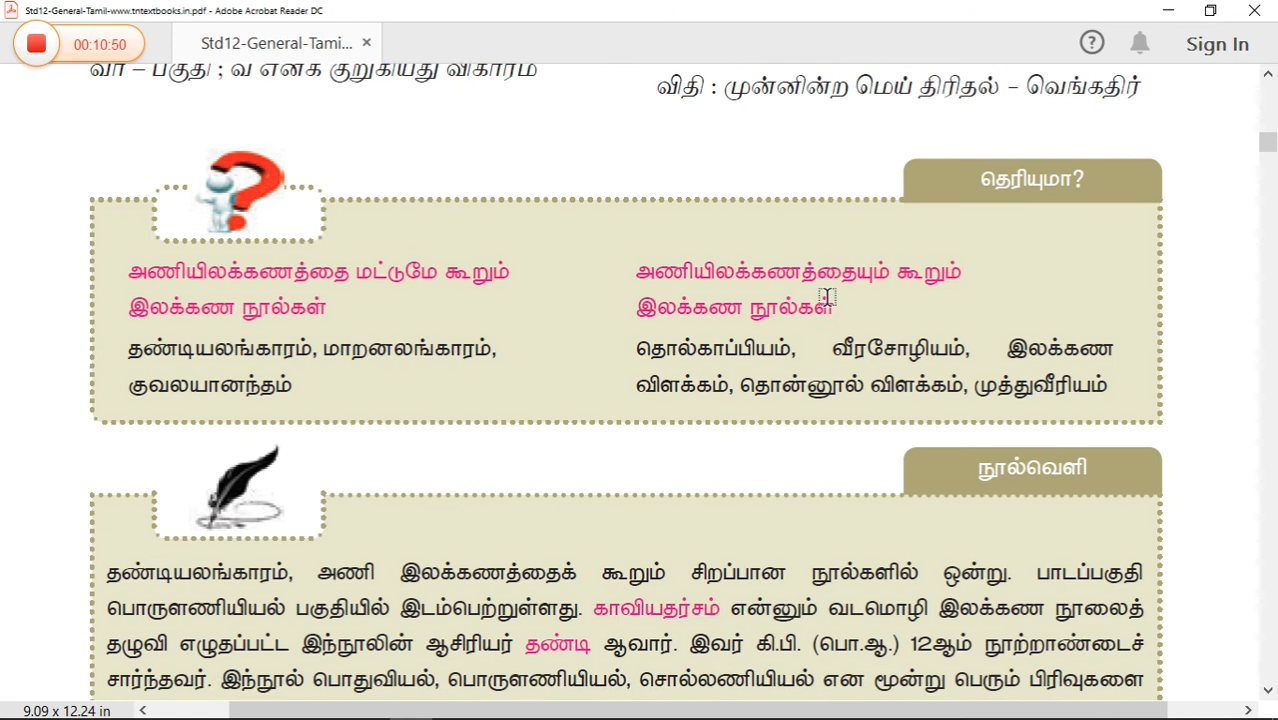 Std12-General-Tamil-www.tntextbooks.in.pdf - Adobe Acrobat Reader DC
00:10:50
Std12-General-Tami... ×
Sign In
வா – பகுதி ; வ எனக் குறுகியது விகாரம்
விதி : முன்னின்ற மெய் திரிதல் – வெங்கதிர்
தெரியுமா?
அணியிலக்கணத்தை மட்டுமே கூறும்
இலக்கண நூல்கள்
தண்டியலங்காரம், மாறனலங்காரம்,
குவலயானந்தம்
அணியிலக்கணத்தையும் கூறும்
இலக்கண நூல்கள்
தொல்காப்பியம், வீரசோழியம், இலக்கண
விளக்கம், தொன்னூல் விளக்கம், முத்துவீரியம்
நூல்வெளி
தண்டியலங்காரம், அணி இலக்கணத்தைக் கூறும் சிறப்பான நூல்களில் ஒன்று. பாடப்பகுதி
பொருளணியியல் பகுதியில் இடம்பெற்றுள்ளது. காவியதர்சம் என்னும் வடமொழி இலக்கண நூலைத்
தழுவி எழுதப்பட்ட இந்நூலின் ஆசிரியர் தண்டி ஆவார். இவர் கி.பி. (பொ.ஆ.) 12ஆம் நூற்றாண்டைச்
சார்ந்தவர். இந்நூல் பொதுவியல், பொருளணியியல், சொல்லணியியல் என மூன்று பெரும் பிரிவுகளை
9.09 x 12.24 in